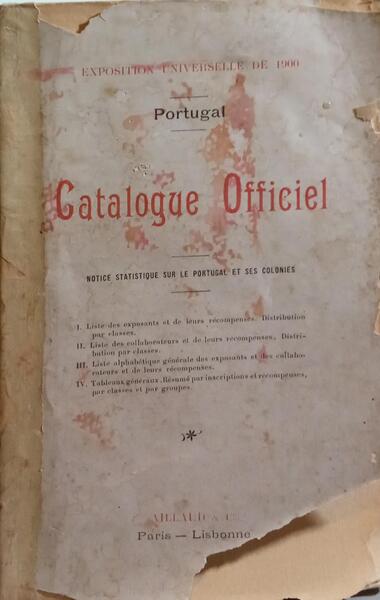 EXPOSITION UNIVERSELLE DE 1900
Portugal
Catalogue Officiel
NOTICE STATISTIQUE SUR LE PORTUGAL ET SES COLONIES
I. Liste des exposants et de leurs récompenses. Distribution
par classes.
II. Liste des collaborateurs et de leurs récompenses. Distri-
bution par classes.
III. Liste alphabétique générale des exposants et des collabo-
rateurs et de leurs récompenses.
IV. Tableaux généraux. Résumé par inscriptions et récompenses,
par classes et par groupes.
AILLAUD &
Paris — Lisbonne